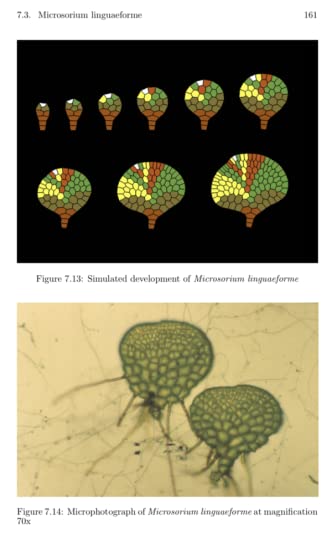 7.3. Microsorium linguaeforme 161
Figure 7.13: Simulated development of Microsorium linguaeforme
Figure 7.14: Microphotograph of Microsorium linguaeforme at magnification
70x